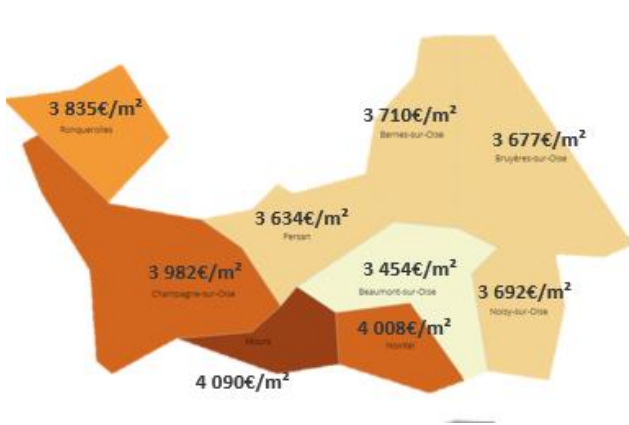 3 835€/m²
Ronquerolles
3 710€/m²
Bernes-sur-Oise
3 677€/m²
Bruyères-sur-Oise
3 634€/m²
Persan
3 982€/m²
Champagne-sur-Oise
3 454€/m²
Beaumont-sur-Oise
3 692€/m²
Noisy-sur-Oise
4 008€/m²
Nointel
Mours
4 090€/m²